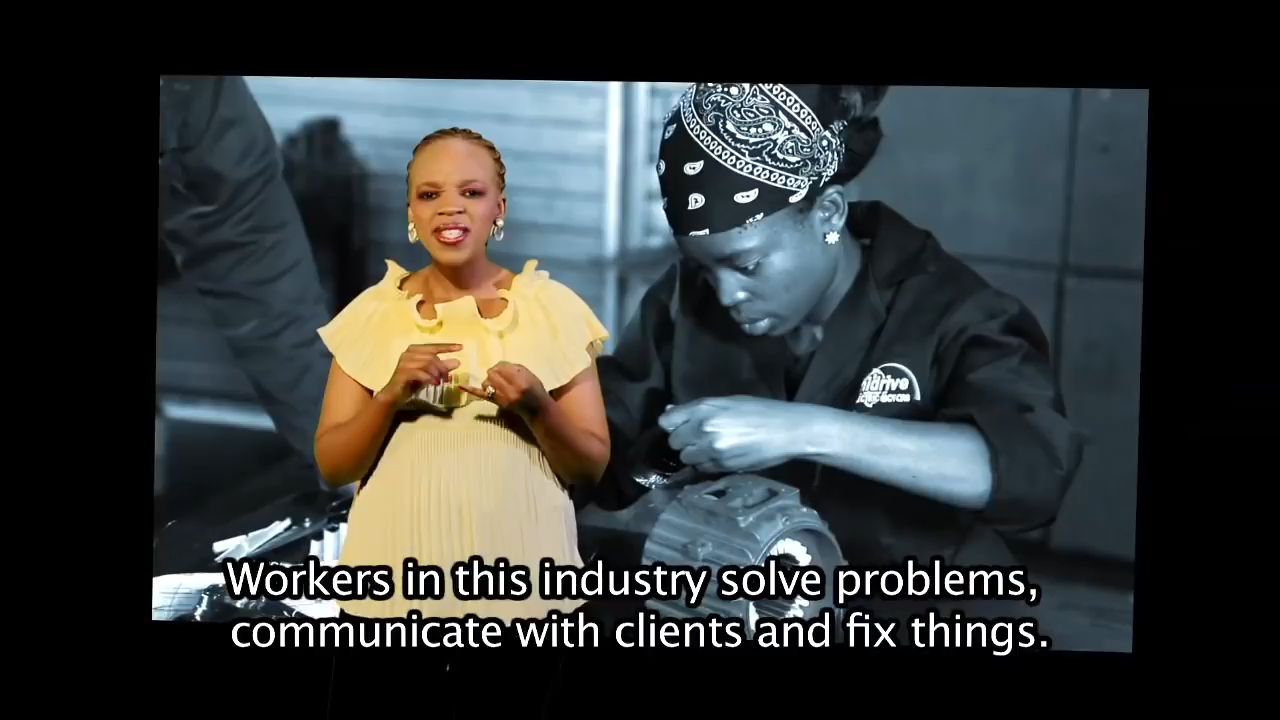 Workers in this industry solve problems,
communicate with clients and fix things.